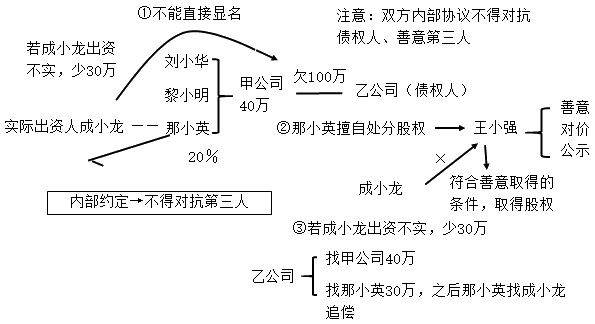 ①不能直接显名
注意：双方内部协议不得对抗
债权人、善意第三人
若成小龙出资
不实，少30万
刘小华
黎小明
那小英
甲公司
40万
欠100万
乙公司（债权人）
实际出资人成小龙
20%
②那小英擅自处分股权
王小强
善意
对价
公示
×
成小龙
符合善意取得的
条件，取得股权
内部约定→不得对抗第三人
③若成小龙出资不实，少30万
乙公司
找甲公司40万
找那小英30万，之后那小英找成小龙
追偿